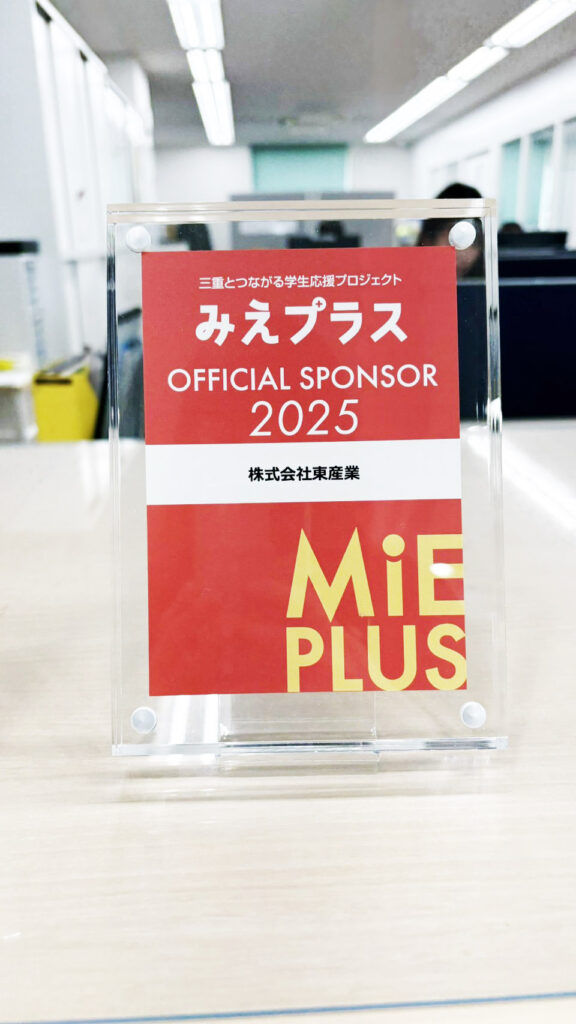 三重とつながる学生応援プロジェクト
みえプラス
OFFICIAL SPONSOR
2025
株式会社東産業
MiE
PLUS